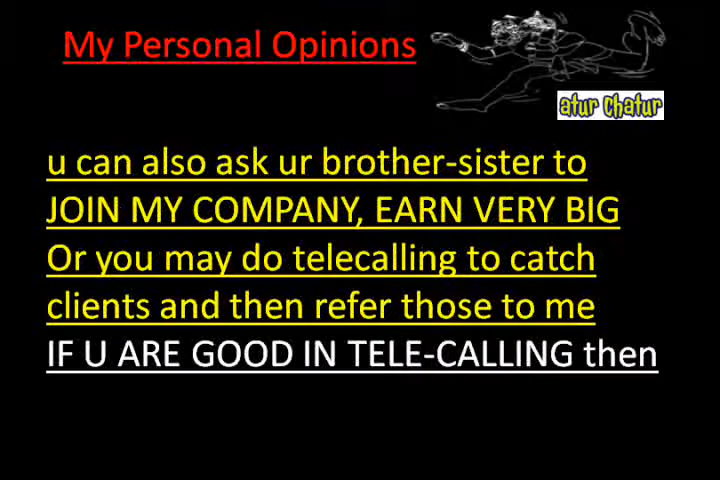 My Personal Opinions
atur chatur
u can also ask ur brother-sister to
JOIN MY COMPANY, EARN VERY BIG
Or you may do telecalling to catch
clients and then refer those to me
IF U ARE GOOD IN TELE-CALLING then